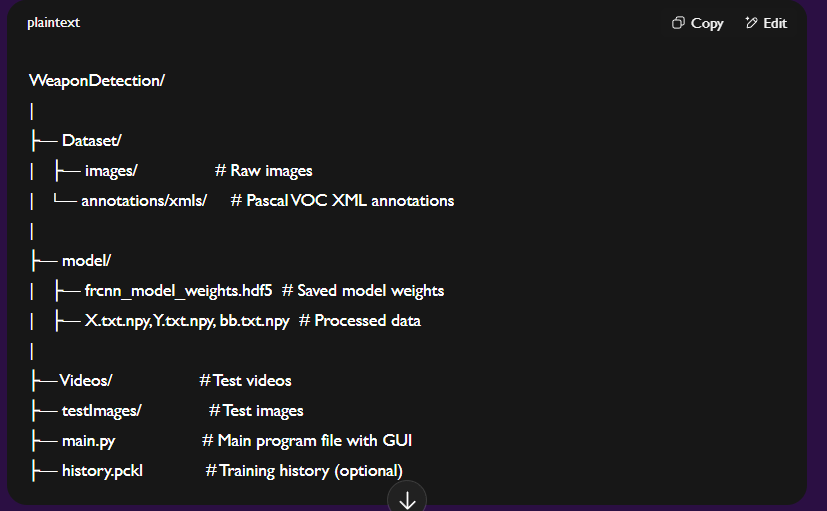 plaintext Copy Edit
WeaponDetection/
│
├── Dataset/
│ ├── images/ # Raw images
│ └── annotations/xmls/ # Pascal VOC XML annotations
│
├── model/
│ ├── frcnn_model_weights.hdf5 # Saved model weights
│ ├── X.txt.npy, Y.txt.npy, bb.txt.npy # Processed data
│
├── Videos/ # Test videos
├── testImages/ # Test images
├── main.py # Main program file with GUI
├── history.pckl # Training history (optional)